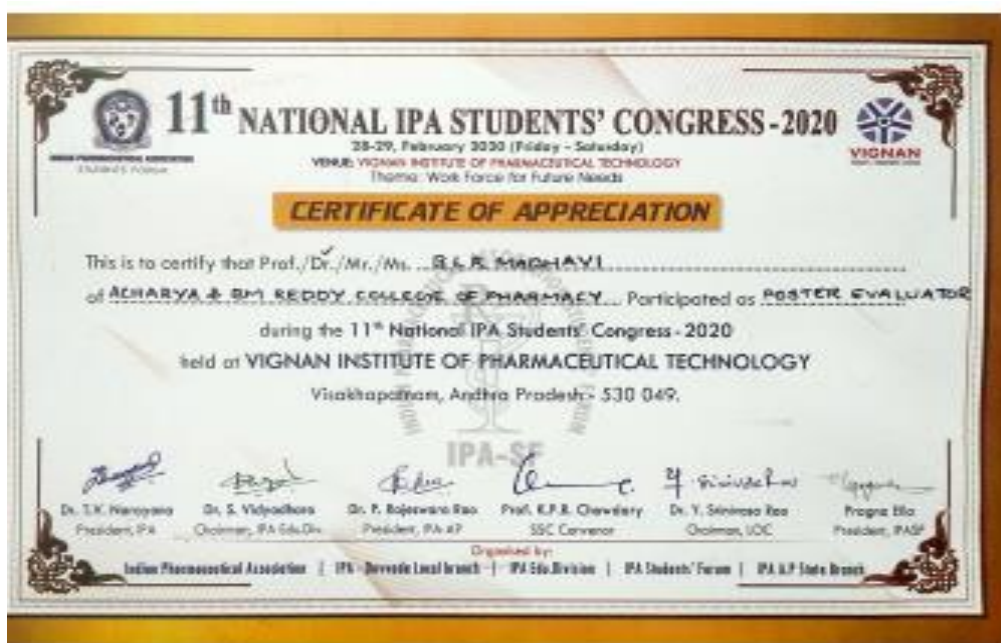 11th NATIONAL IPA STUDENTS' CONGRESS - 2020
28-29, February 2020 (Friday - Saturday)
VENUE: VIGNAN INSTITUTE OF PHARMACEUTICAL TECHNOLOGY
Theme: Work Force for Future Needs
INDIAN PHARMACEUTICAL ASSOCIATION
STUDENTS' FORUM
VIGNAN
CERTIFICATE OF APPRECIATION
This is to certify that Prof./Dr./Mr./Ms. B L R MADHAVI
of ACHARYA & BM REDDY COLLEGE OF PHARMACY Participated as POSTER EVALUATOR
during the 11th National IPA Students' Congress - 2020
held at VIGNAN INSTITUTE OF PHARMACEUTICAL TECHNOLOGY
Visakhapatnam, Andhra Pradesh - 530 049.
IPA-SF
Dr. T.V. Narayana Dr. S. Vidyadhara Dr. P. Rajeswara Rao Prof. K.P.R. Chowdary Dr. Y. Srinivasa Rao Pragna Ella
President, IPA Chairman, IPA Edu.Div. President, IPA-AP SSC Convenor Chairman, LOC President, IPASF
Organised by:
Indian Pharmaceutical Association | IPA - Duvvada Local branch | IPA Edu.Division | IPA Students' Forum | IPA A.P State Branch